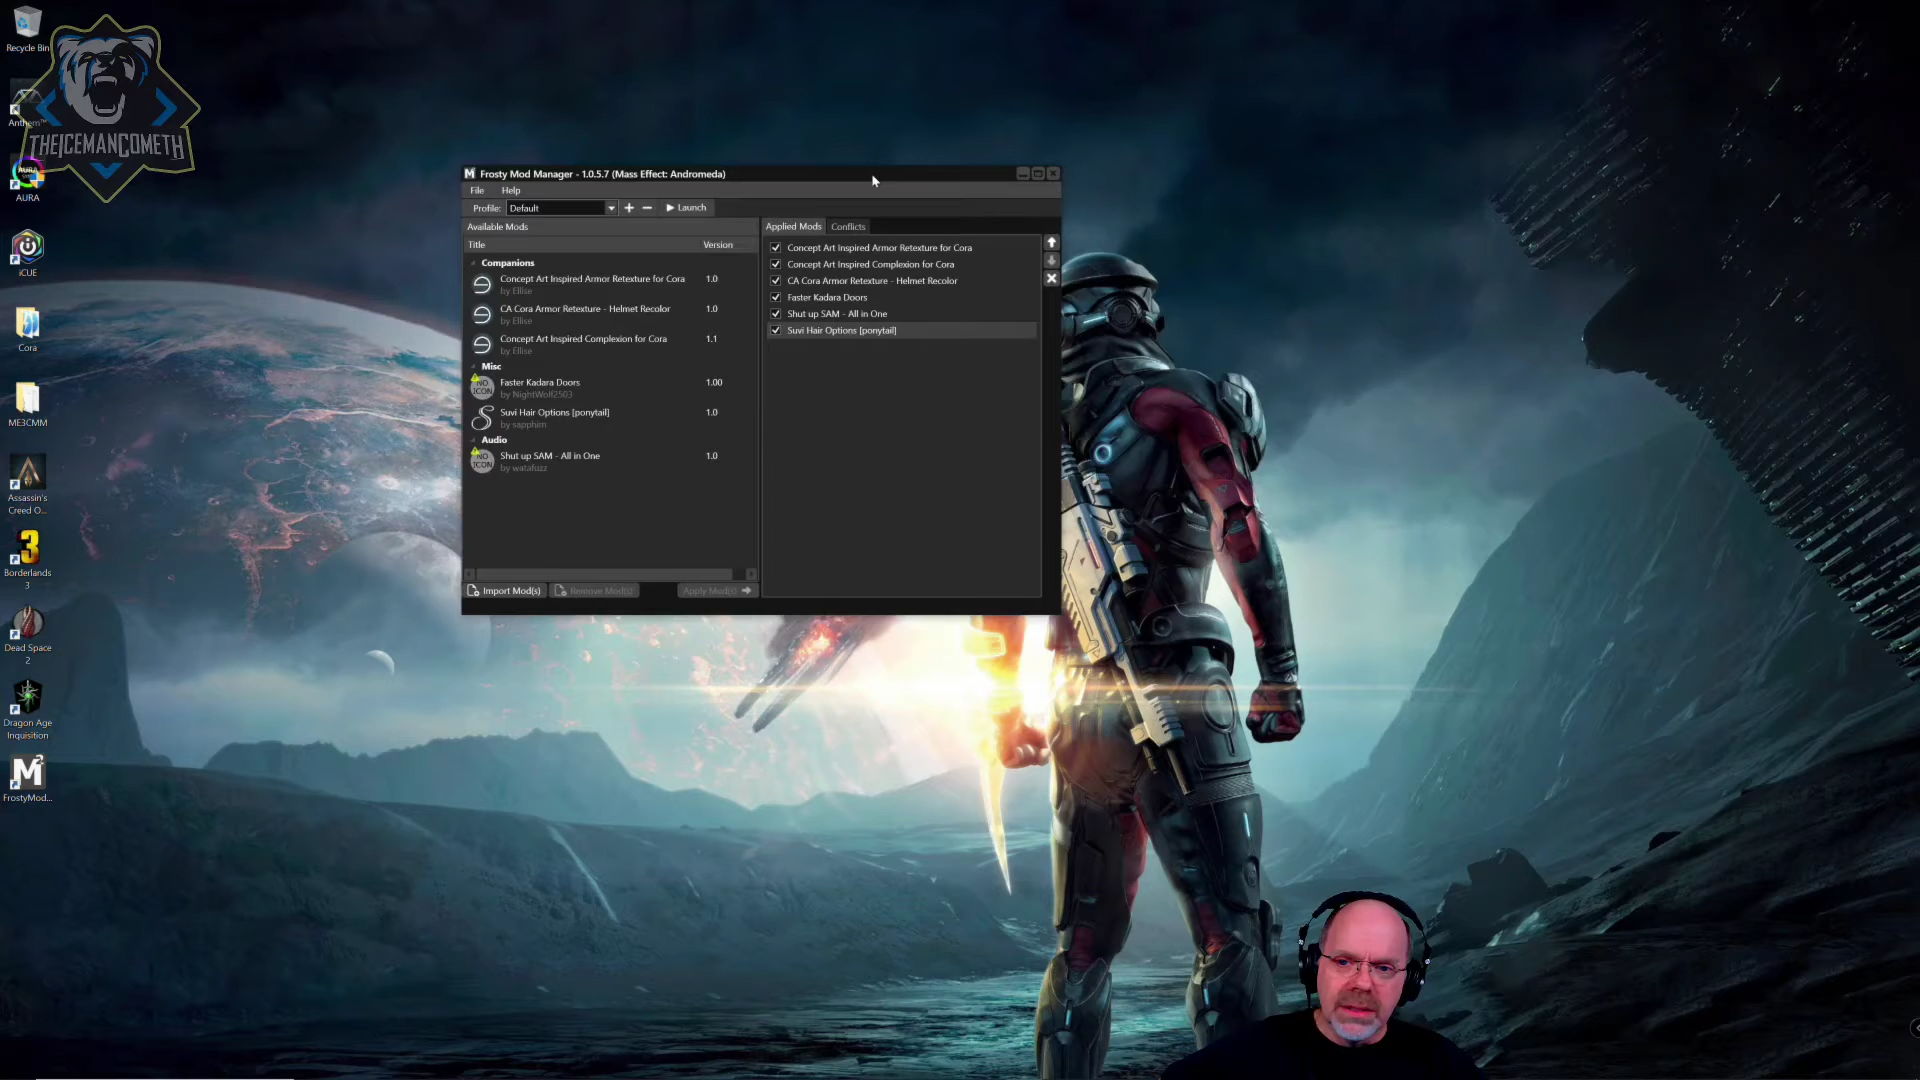 Recycle Bin
THEICEMANCOMETH
Anthem™
AURA
AURA
iCUE
Cora
ME3CMM
Assassin's
Creed O...
3
Borderlands
3
Dead Space
2
Dragon Age
Inquisition
M
FrostyMod...
M Frosty Mod Manager - 1.0.5.7 (Mass Effect: Andromeda)
File Help
Profile: Default + − Launch
Available Mods
Title Version
Companions
Concept Art Inspired Armor Retexture for Cora 1.0
by Ellise
CA Cora Armor Retexture - Helmet Recolor 1.0
by Ellise
Concept Art Inspired Complexion for Cora 1.1
by Ellise
Misc
NO ICON
Faster Kadara Doors 1.00
by NightWolf2503
Suvi Hair Options [ponytail] 1.0
by sapphim
Audio
NO ICON
Shut up SAM - All in One 1.0
by watafuzz
Import Mod(s) Remove Mod(s) Apply Mod(s)
Applied Mods Conflicts
Concept Art Inspired Armor Retexture for Cora
Concept Art Inspired Complexion for Cora
CA Cora Armor Retexture - Helmet Recolor
Faster Kadara Doors
Shut up SAM - All in One
Suvi Hair Options [ponytail]